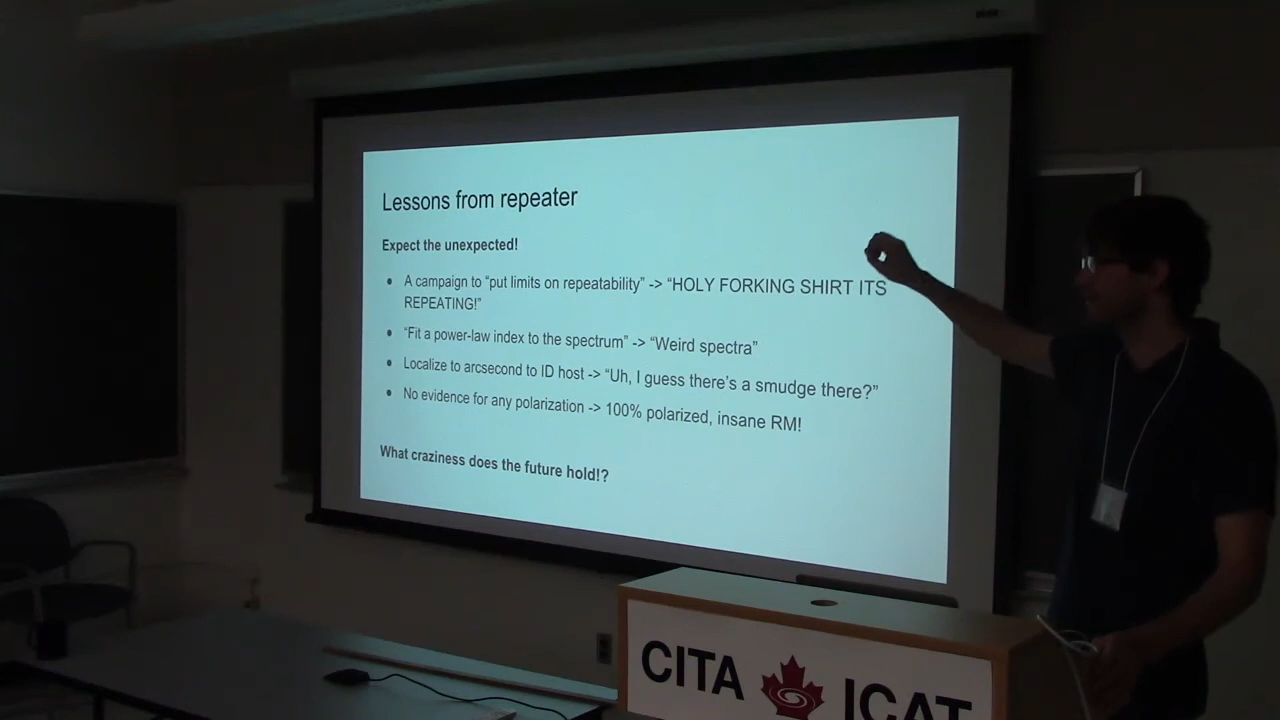 Lessons from repeater
Expect the unexpected!
● A campaign to “put limits on repeatability” -> “HOLY FORKING SHIRT ITS
REPEATING!”
● “Fit a power-law index to the spectrum” -> “Weird spectra”
● Localize to arcsecond to ID host -> “Uh, I guess there’s a smudge there?”
● No evidence for any polarization -> 100% polarized, insane RM!
What craziness does the future hold!?
CITA ICAT